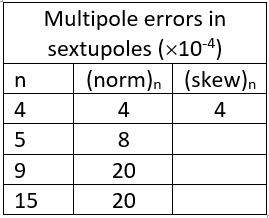 Multipole errors in
sextupoles (×10⁻⁴)
n (norm)ₙ (skew)ₙ
4 4 4
5 8
9 20
15 20